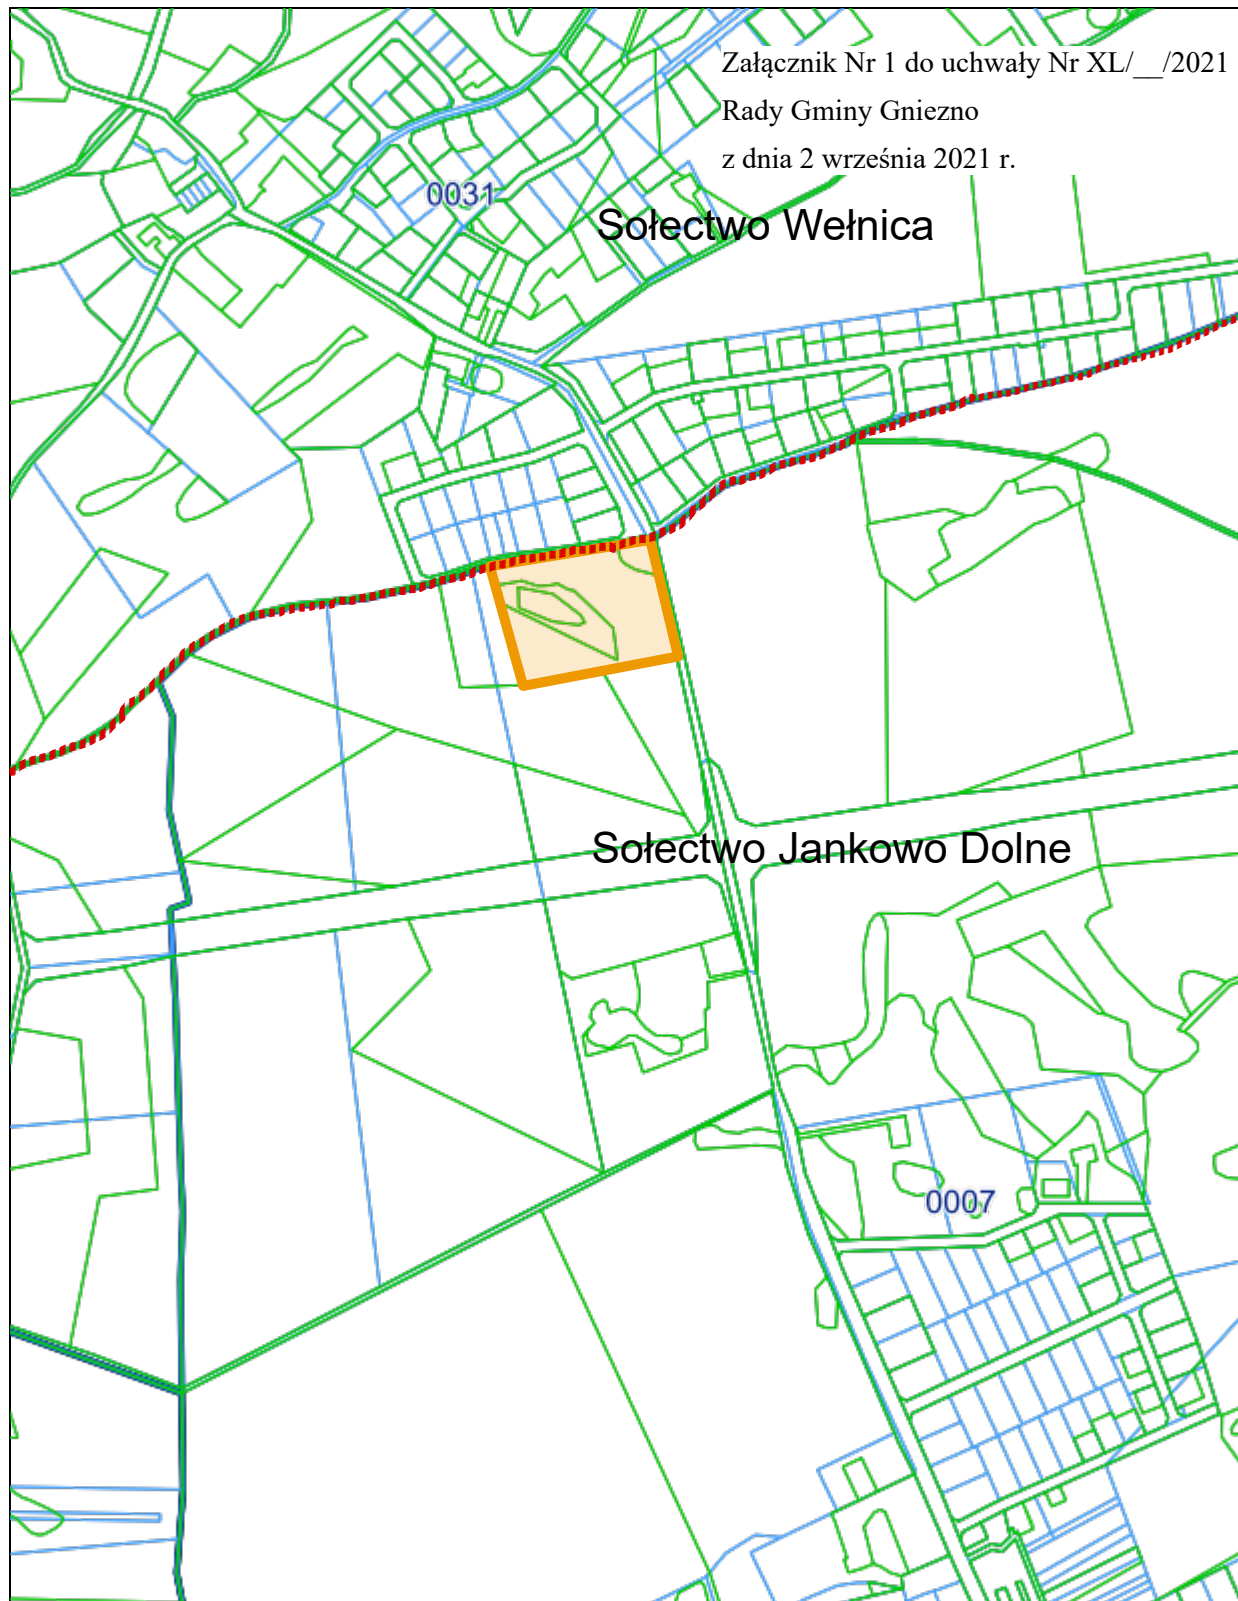 Załącznik Nr 1 do uchwały Nr XL/__/2021
Rady Gminy Gniezno
z dnia 2 września 2021 r.
0031
Sołectwo Wełnica
Sołectwo Jankowo Dolne
0007